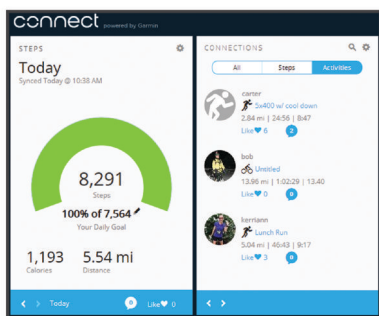 connect powered by Garmin
STEPS
Today
Synced Today @ 10:38 AM
8,291
Steps
100% of 7,564
Your Daily Goal
1,193
Calories
5.54 mi
Distance
Today
0
Like 0
CONNECTIONS
All Steps Activities
carter
5x400 w/ cool down
2.84 mi | 24:56 | 8:47
Like 6 2
bob
Untitled
13.96 mi | 1:02:29 | 13.40
Like 0 0
kerriann
Lunch Run
5.04 mi | 46:43 | 9:17
Like 3 0